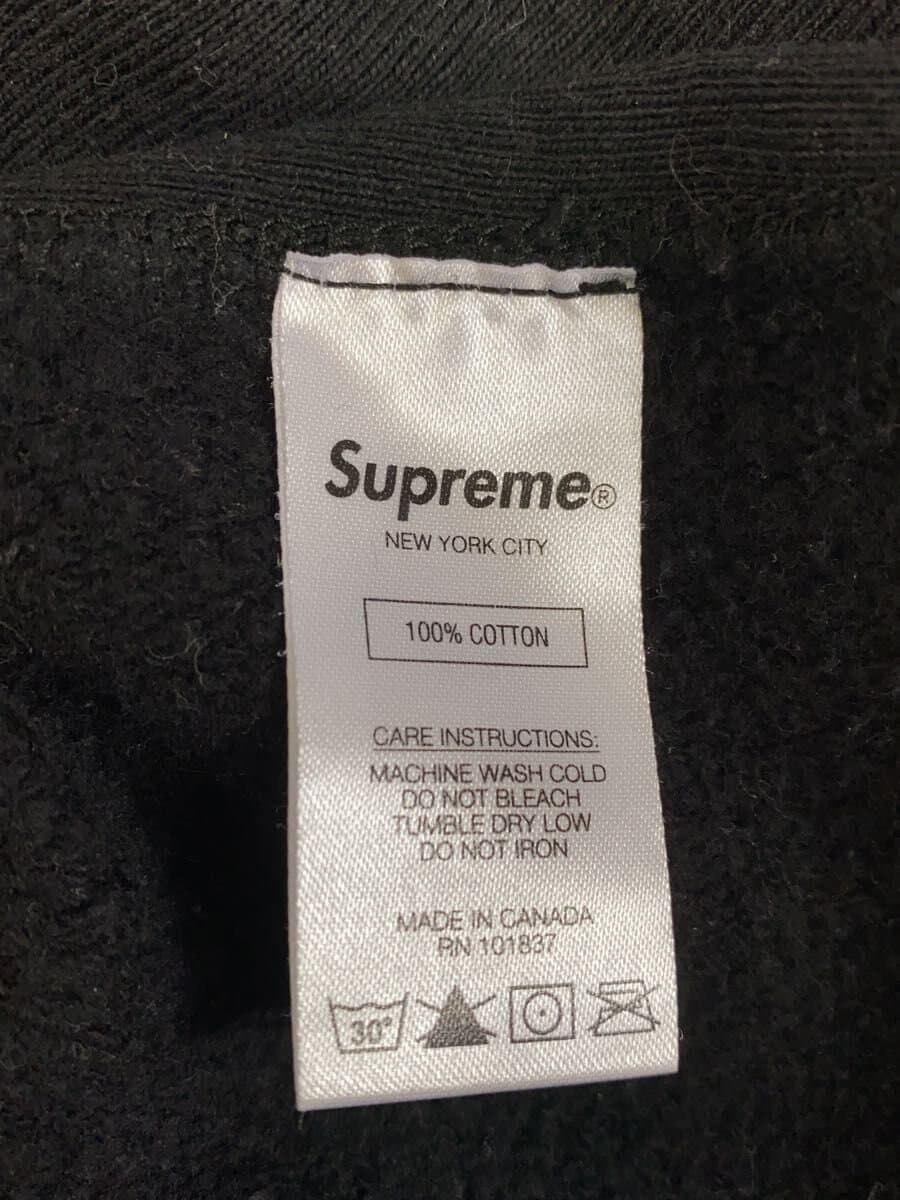 Supreme®
NEW YORK CITY
100% COTTON
CARE INSTRUCTIONS:
MACHINE WASH COLD
DO NOT BLEACH
TUMBLE DRY LOW
DO NOT IRON
MADE IN CANADA
RN 101837
30°